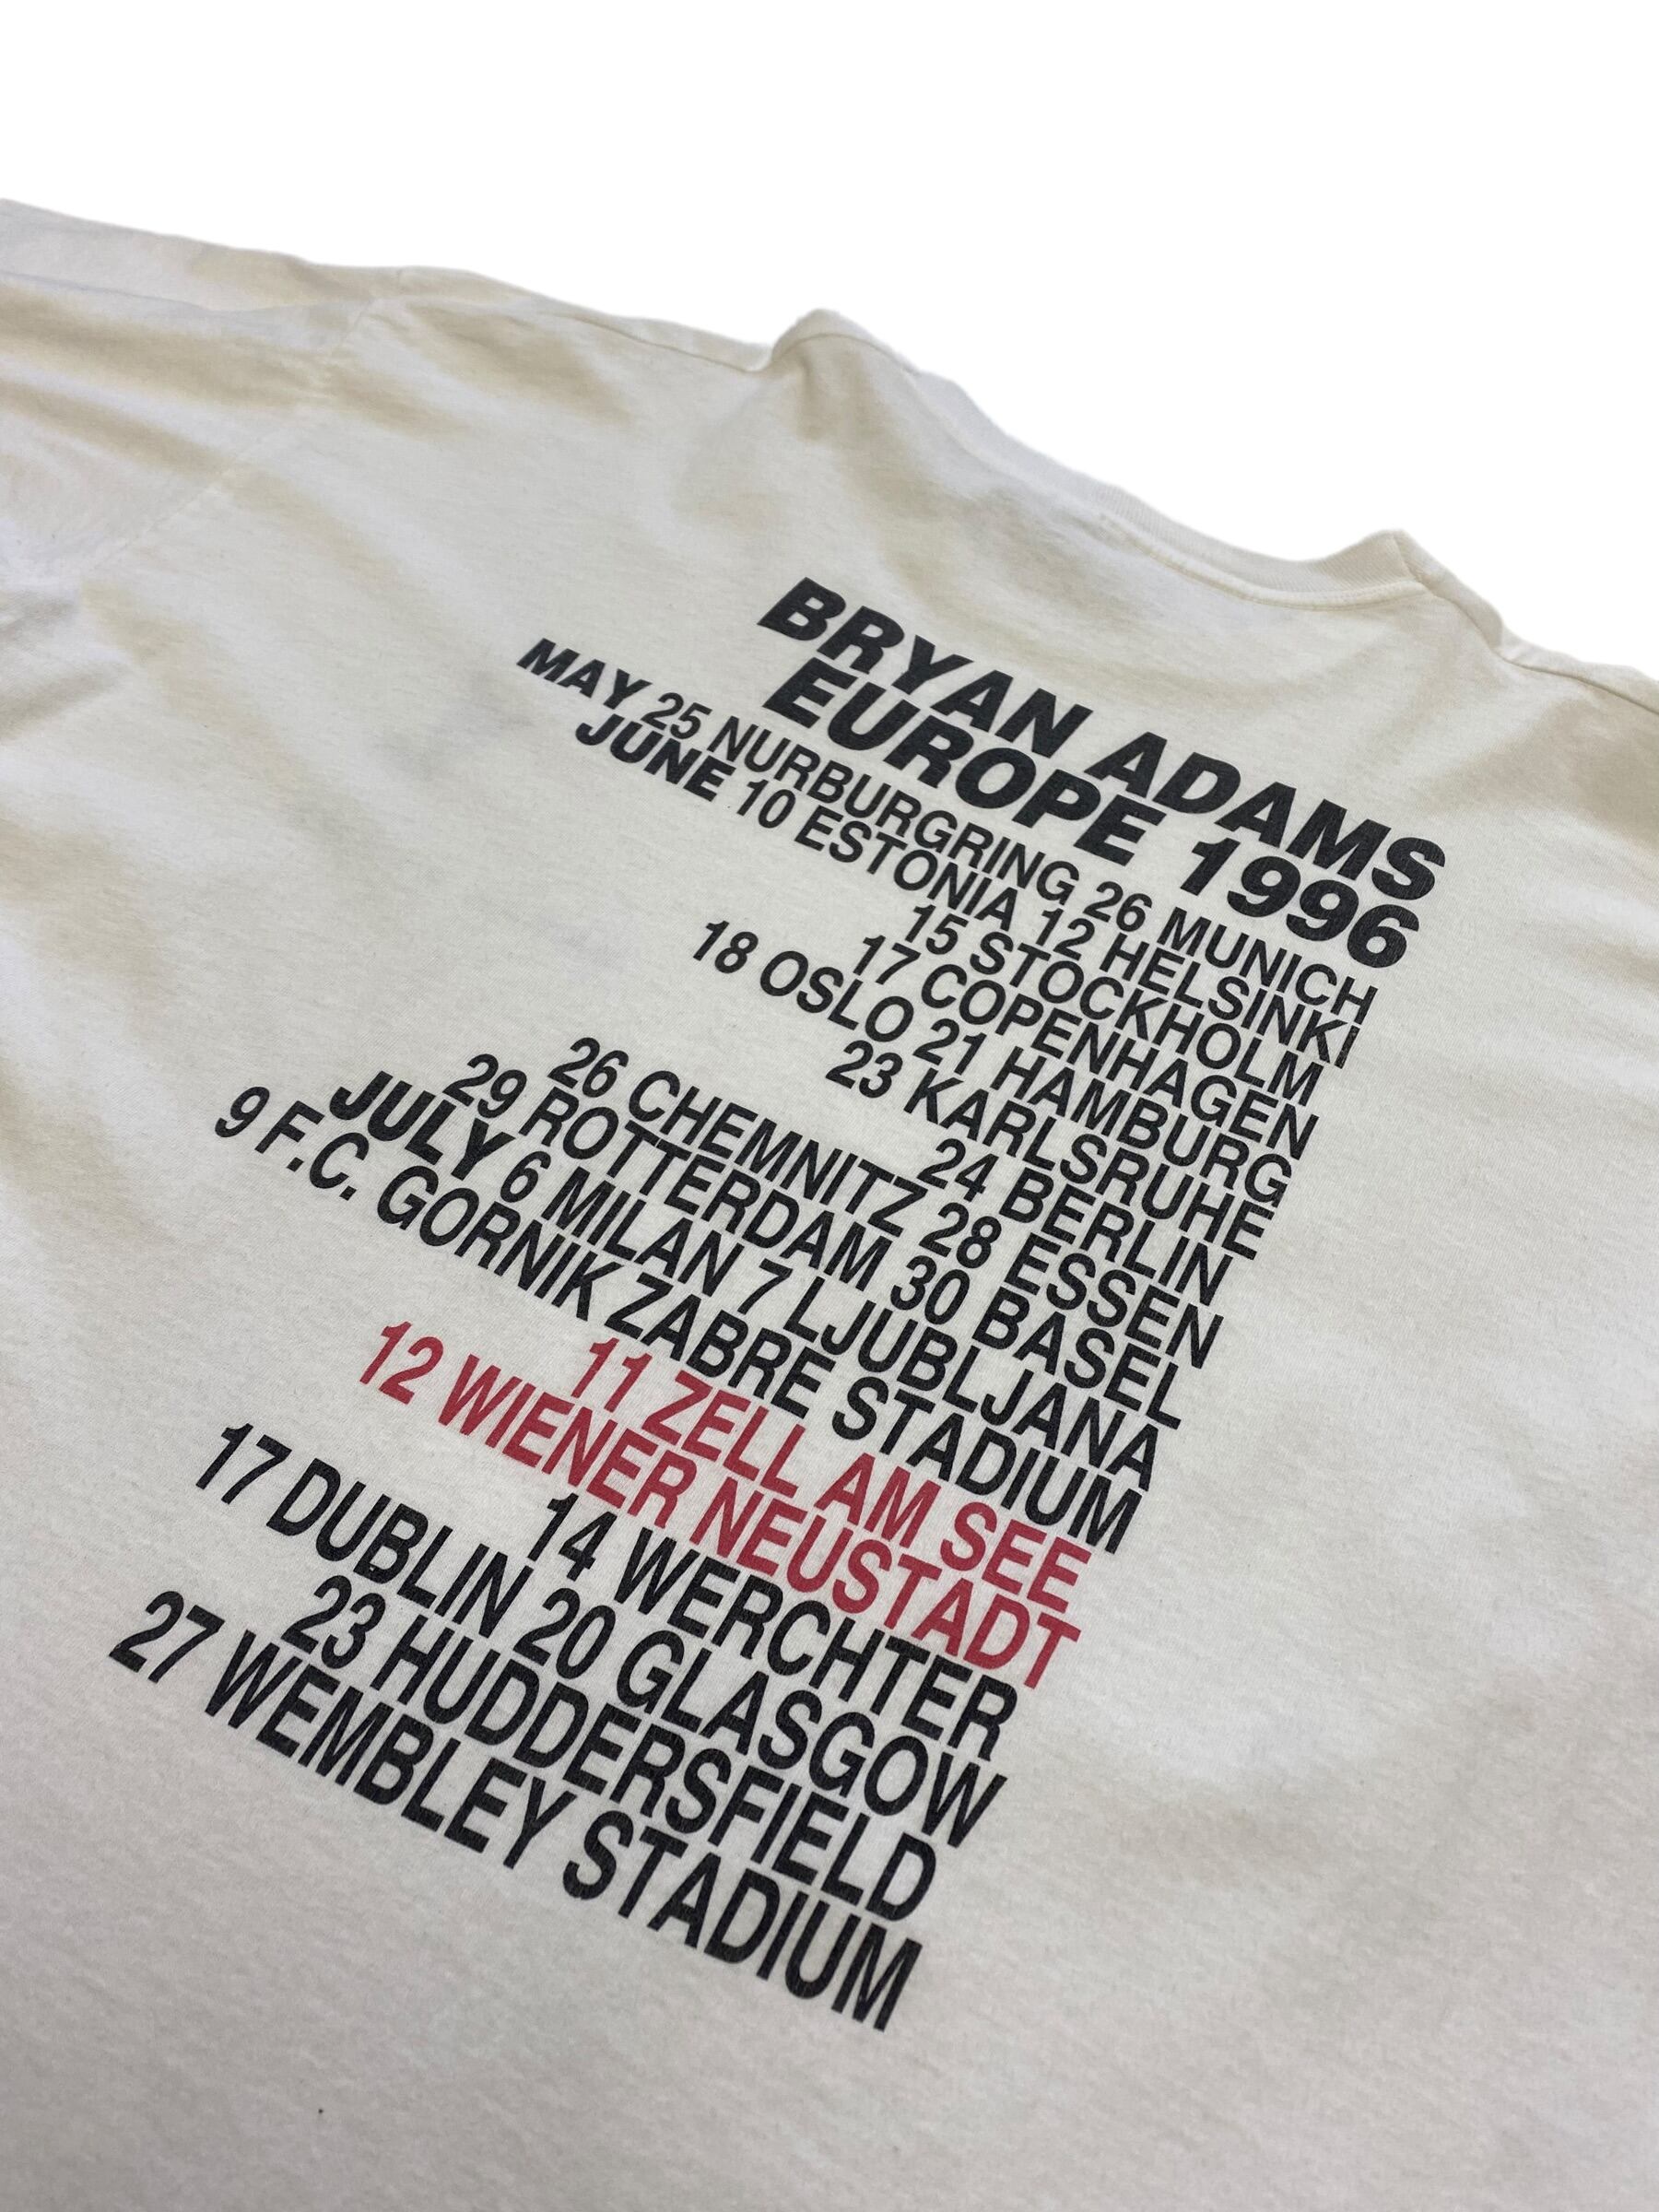 BRYAN ADAMS
EUROPE 1996
MAY 25 NURBURGRING 26 MUNICH
JUNE 10 ESTONIA 12 HELSINKI
15 STOCKHOLM
17 COPENHAGEN
18 OSLO 21 HAMBURG
23 KARLSRUHE
24 BERLIN
26 CHEMNITZ 28 ESSEN
29 ROTTERDAM 30 BASEL
JULY 6 MILAN 7 LJUBLJANA
9 F.C. GORNIK ZABRE STADIUM
11 ZELL AM SEE
12 WIENER NEUSTADT
14 WERCHTER
17 DUBLIN 20 GLASGOW
23 HUDDERSFIELD
27 WEMBLEY STADIUM